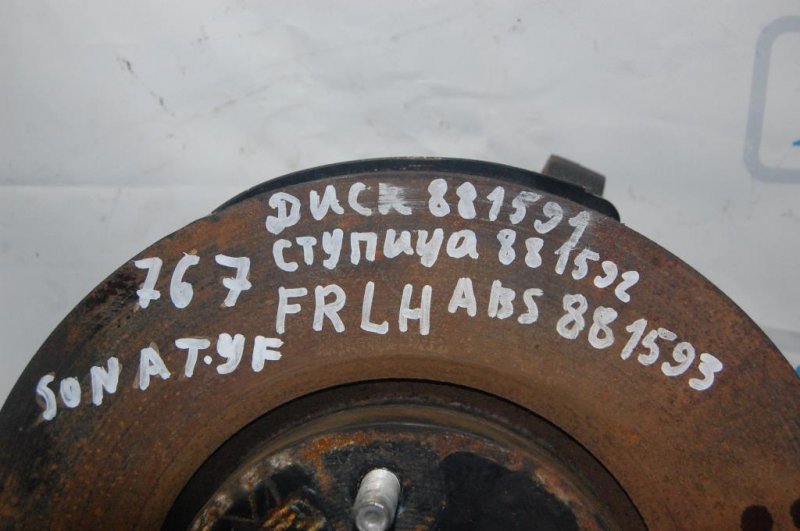 ДИСК 881591
СТУПИЦА 881592
767 FRLH ABS 881593
SONAT.YF